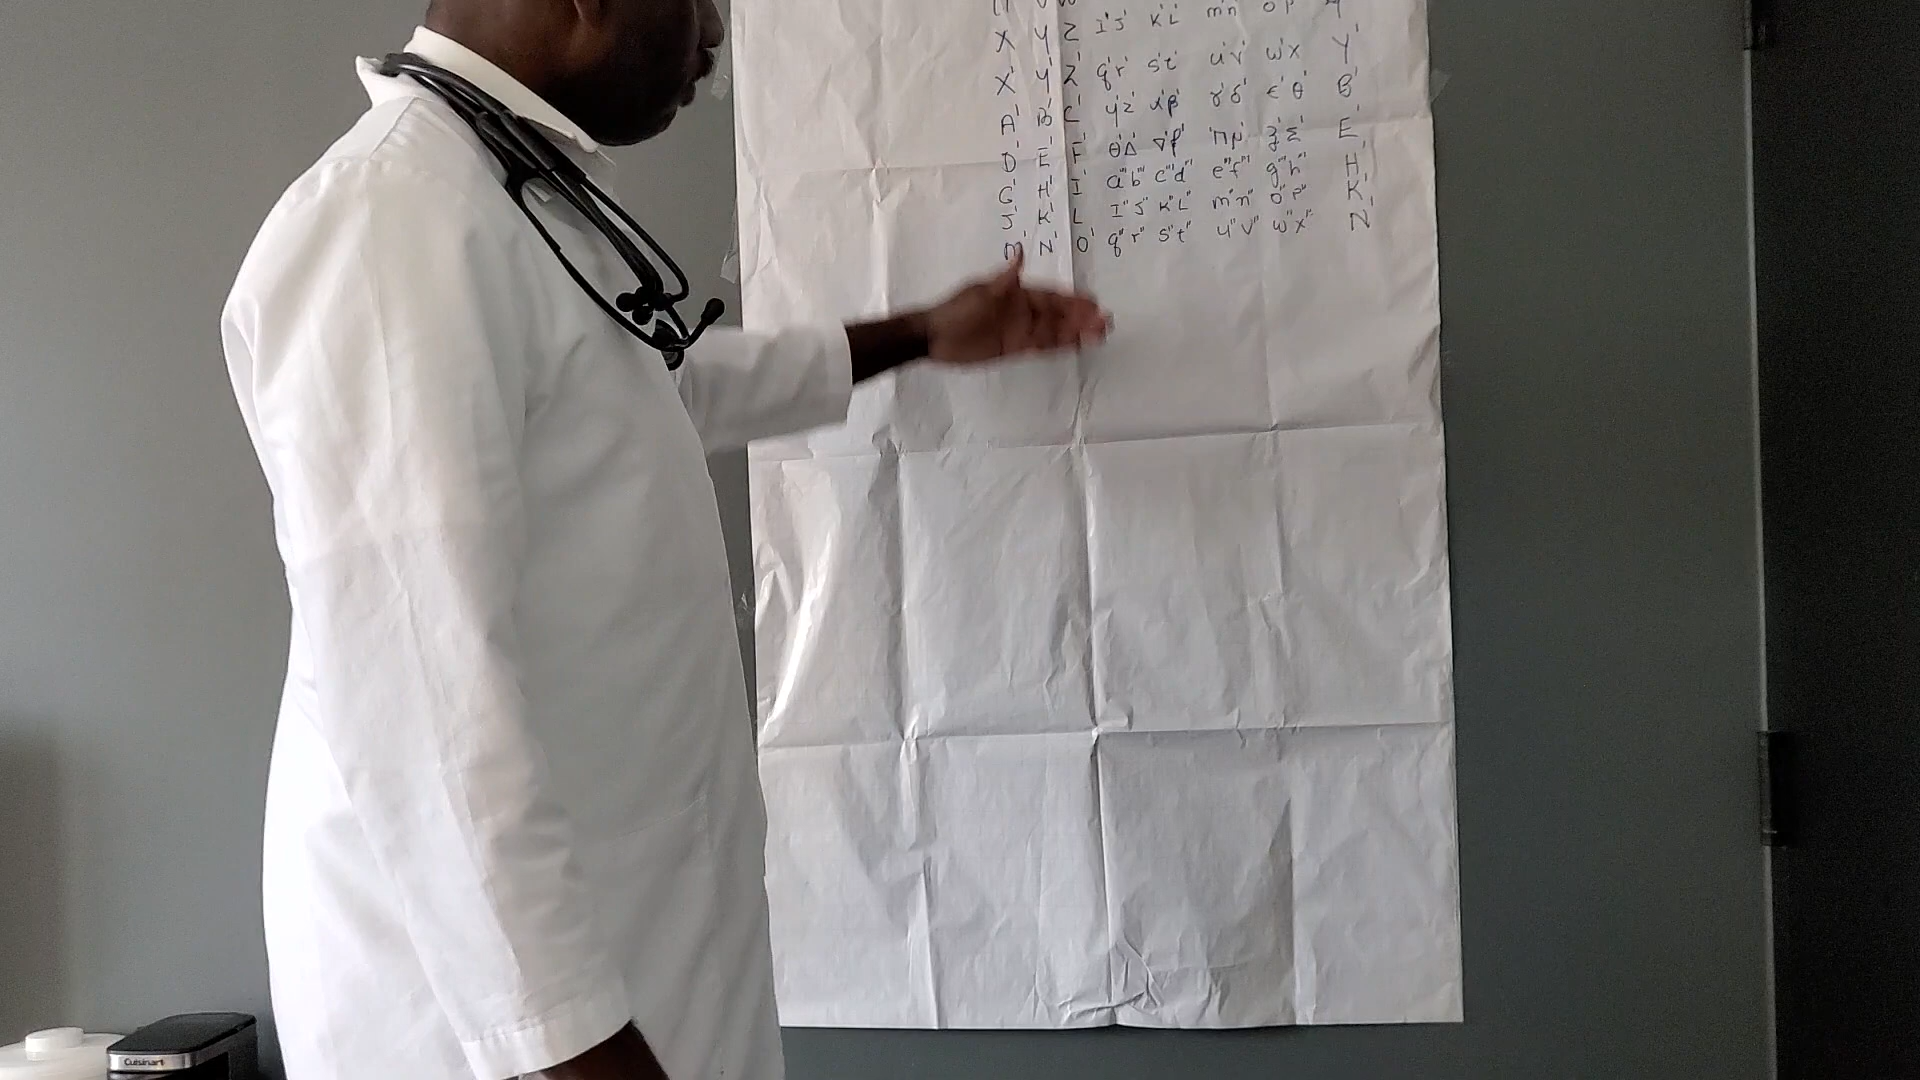 X Y Z I' J' K' L' m' n' o' p'
X' Y' Z' q' r' s' t' u' v' w' x' Y'
A' B' C' y' z' α' β' γ' δ' ε' θ' B'
D' E' F' θ' Δ' ∇' ρ' π' μ' ξ' Σ' E'
G' H' I' a''' b''' c''' d''' e''' f''' g''' h''' H'
J' K' L' I'' J'' K'' L'' m'' n'' o'' p'' K'
M' N' O' q'' r'' s'' t'' u'' v'' w'' x'' N'
Cuisinart